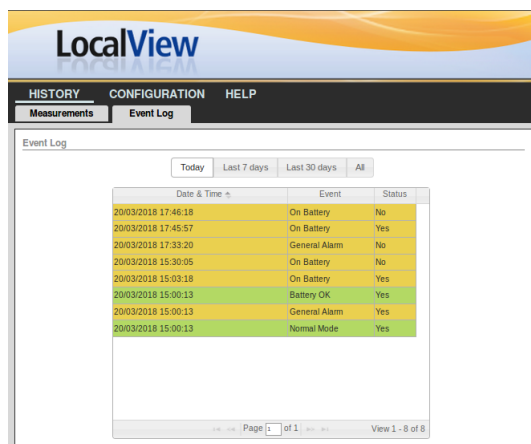 LocalView
HISTORY CONFIGURATION HELP
Measurements Event Log
Event Log
Today Last 7 days Last 30 days All
Date & Time Event Status
20/03/2018 17:46:18 On Battery No
20/03/2018 17:45:57 On Battery Yes
20/03/2018 17:33:20 General Alarm No
20/03/2018 15:30:05 On Battery No
20/03/2018 15:03:18 On Battery Yes
20/03/2018 15:00:13 Battery OK Yes
20/03/2018 15:00:13 General Alarm Yes
20/03/2018 15:00:13 Normal Mode Yes
Page 1 of 1 View 1 - 8 of 8